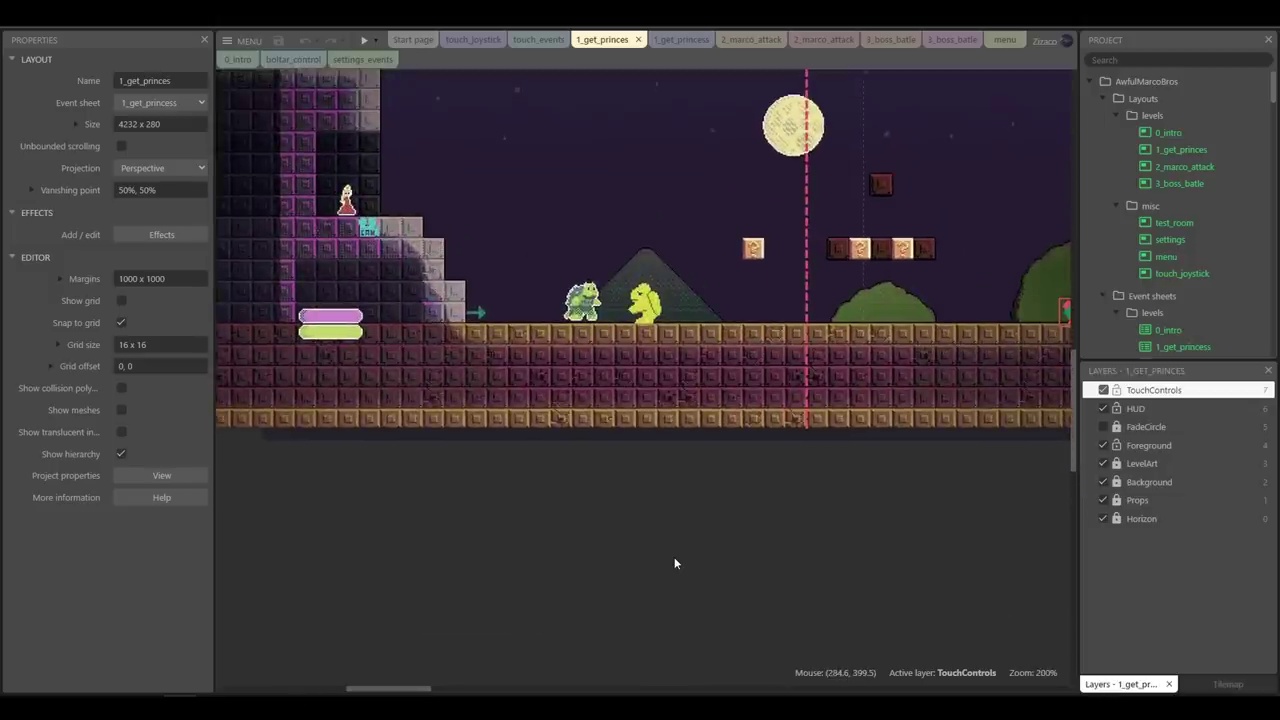 PROPERTIES
LAYOUT
Name 1_get_princes
Event sheet 1_get_princess
Size 4232 x 280
Unbounded scrolling
Projection Perspective
Vanishing point 50%, 50%
EFFECTS
Add / edit Effects
EDITOR
Margins 1000 x 1000
Show grid
Snap to grid
Grid size 16 x 16
Grid offset 0, 0
Show collision poly...
Show meshes
Show translucent in...
Show hierarchy
Project properties View
More information Help
MENU
Start page touch_joystick touch_events 1_get_princes 1_get_princess 2_marco_attack 2_marco_attack 3_boss_batle 3_boss_batle menu Zizaco
0_intro boltar_control settings_events
Mouse: (284.6, 399.5) Active layer: TouchControls Zoom: 200%
PROJECT
Search
AwfulMarcoBros
Layouts
levels
0_intro
1_get_princes
2_marco_attack
3_boss_batle
misc
test_room
settings
menu
touch_joystick
Event sheets
levels
0_intro
1_get_princess
LAYERS - 1_GET_PRINCES
TouchControls 7
HUD 6
FadeCircle 5
Foreground 4
LevelArt 3
Background 2
Props 1
Horizon 0
Layers - 1_get_pr... Tilemap